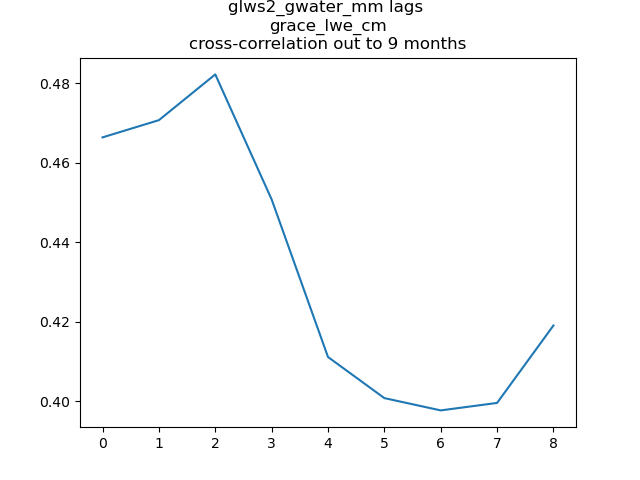 glws2_gwater_mm lags
grace_lwe_cm
cross-correlation out to 9 months
0.48
0.46
0.44
0.42
0.40
0 1 2 3 4 5 6 7 8